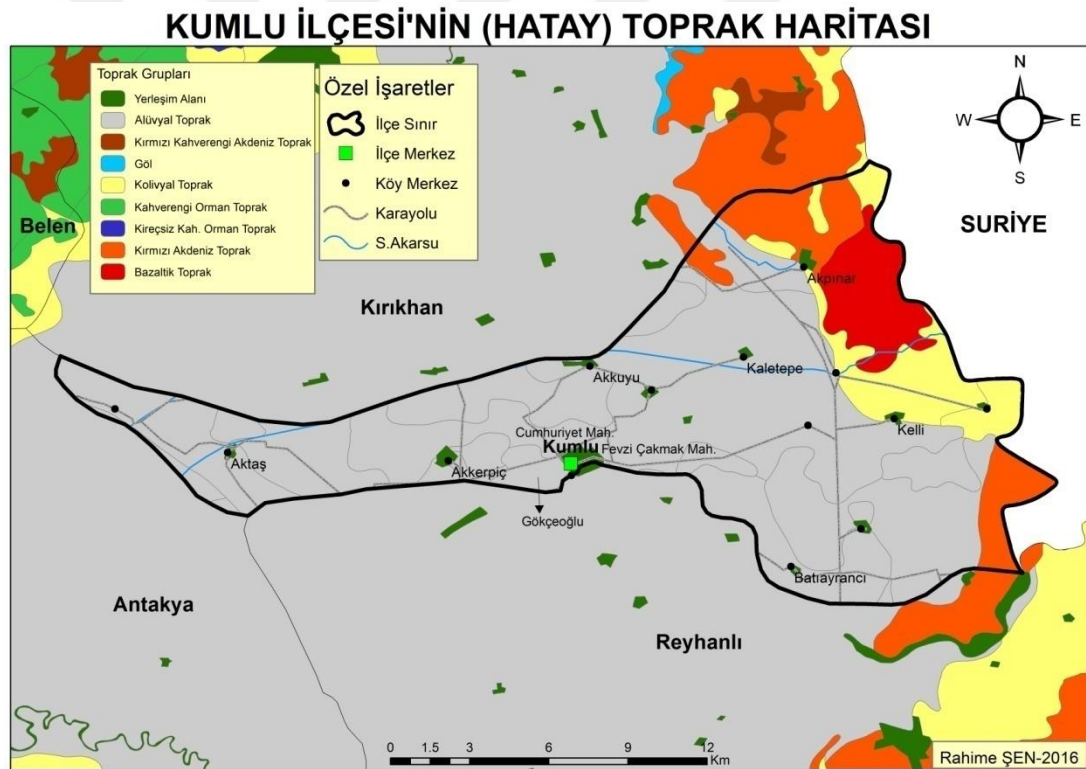 KUMLU İLÇESİ'NİN (HATAY) TOPRAK HARİTASI
Toprak Grupları
Yerleşim Alanı
Alüvyal Toprak
Kırmızı Kahverengi Akdeniz Toprak
Göl
Kolivyal Toprak
Kahverengi Orman Toprak
Kireçsiz Kah. Orman Toprak
Kırmızı Akdeniz Toprak
Bazaltik Toprak
Özel İşaretler
İlçe Sınır
İlçe Merkez
Köy Merkez
Karayolu
S.Akarsu
N
W
E
S
Belen
SURİYE
Kırıkhan
Akpınar
Kaletepe
Akkuyu
Kelli
Cumhuriyet Mah.
Kumlu
Fevzi Çakmak Mah.
Aktaş
Akkerpiç
Gökçeoğlu
Batıayrancı
Antakya
Reyhanlı
0 1.5 3 6 9 12
Km
Rahime ŞEN-2016